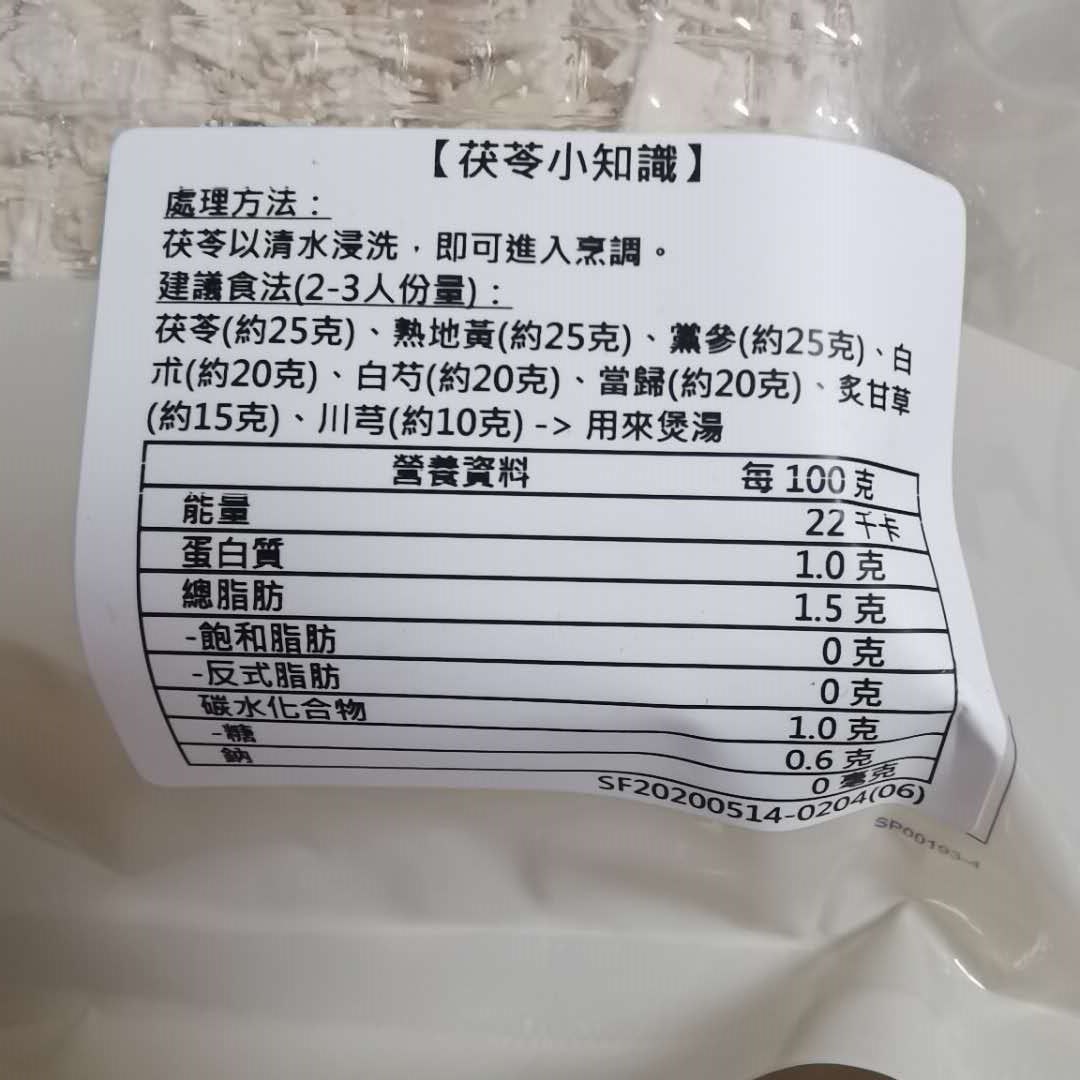 【茯苓小知識】
處理方法：
茯苓以清水浸洗，即可進入烹調。
建議食法(2-3人份量)：
茯苓(約25克)、熟地黃(約25克)、黨參(約25克)、白
朮(約20克)、白芍(約20克)、當歸(約20克)、炙甘草
(約15克)、川芎(約10克) -> 用來煲湯
營養資料 每 100 克
能量 22 千卡
蛋白質 1.0 克
總脂肪 1.5 克
-飽和脂肪 0 克
-反式脂肪 0 克
碳水化合物 1.0 克
-糖 0.6 克
鈉 0 毫克
SF20200514-0204(06)
SP00193-4